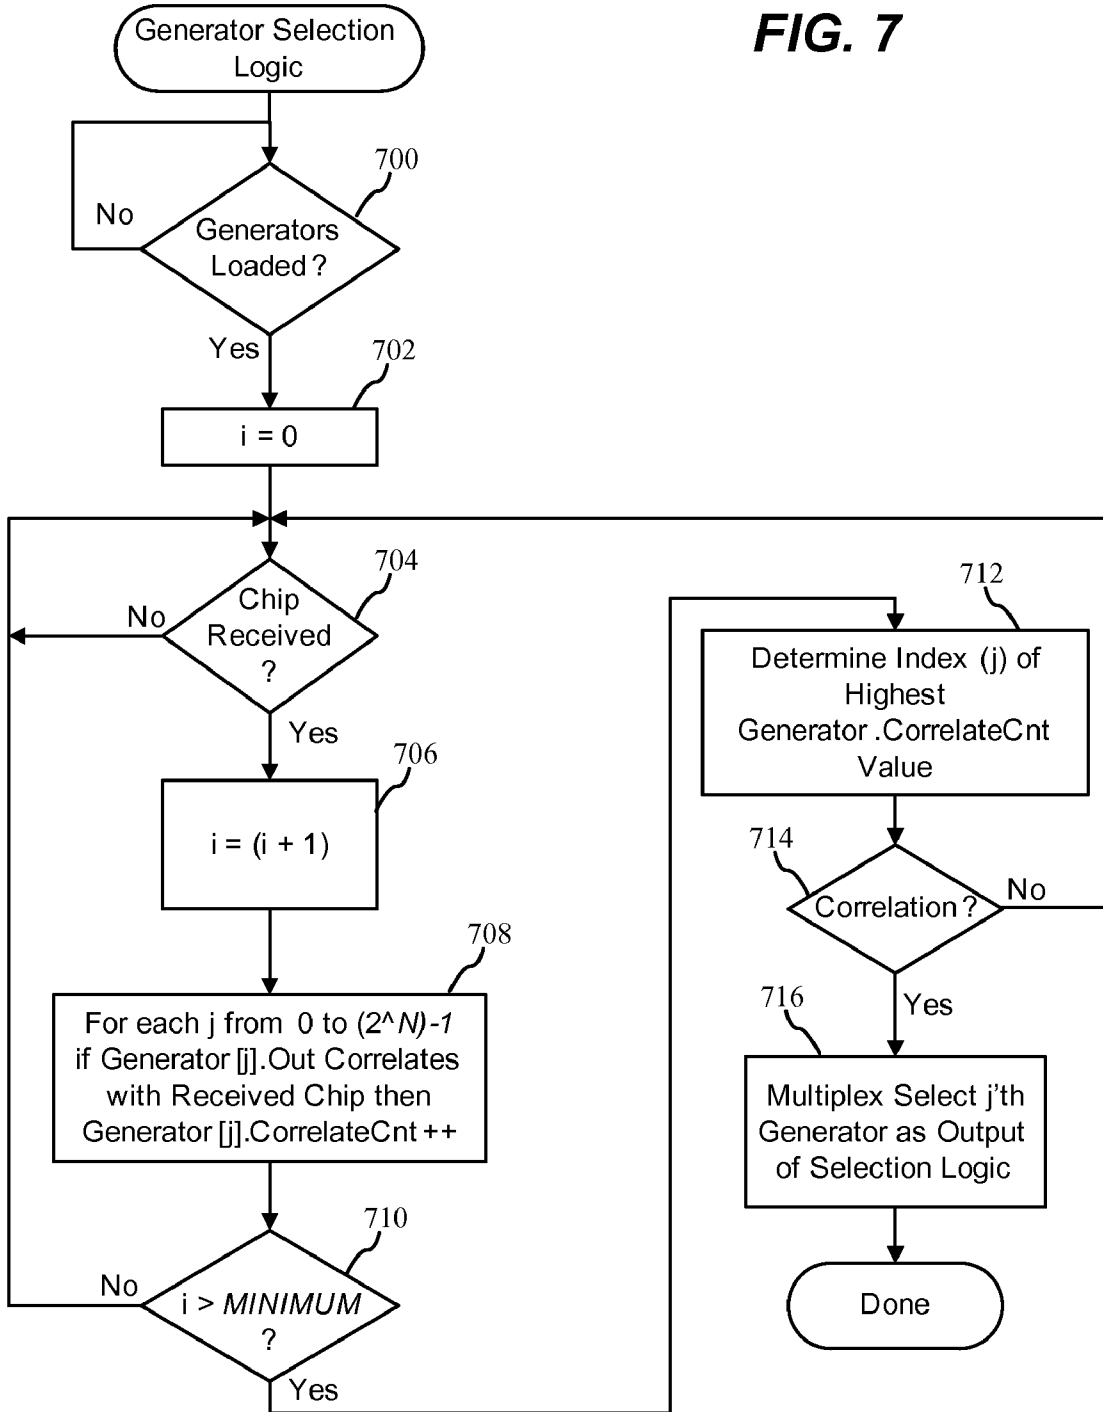 FIG. 7
Generator Selection
Logic
700
No
Generators
Loaded ?
Yes
702
i = 0
704
No
Chip
Received
?
Yes
706
i = (i + 1)
708
For each j from 0 to (2^N)-1
if Generator [j].Out Correlates
with Received Chip then
Generator [j].CorrelateCnt ++
710
No
i > MINIMUM
?
Yes
712
Determine Index (j) of
Highest
Generator .CorrelateCnt
Value
714
Correlation ?
No
Yes
716
Multiplex Select j'th
Generator as Output
of Selection Logic
Done